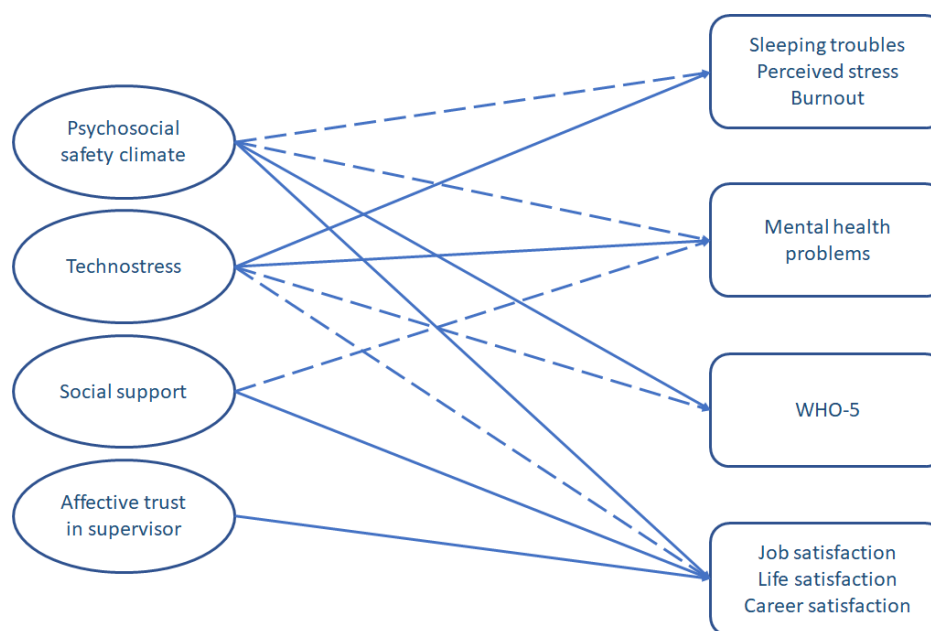 Psychosocial
safety climate
Technostress
Social support
Affective trust
in supervisor
Sleeping troubles
Perceived stress
Burnout
Mental health
problems
WHO-5
Job satisfaction
Life satisfaction
Career satisfaction